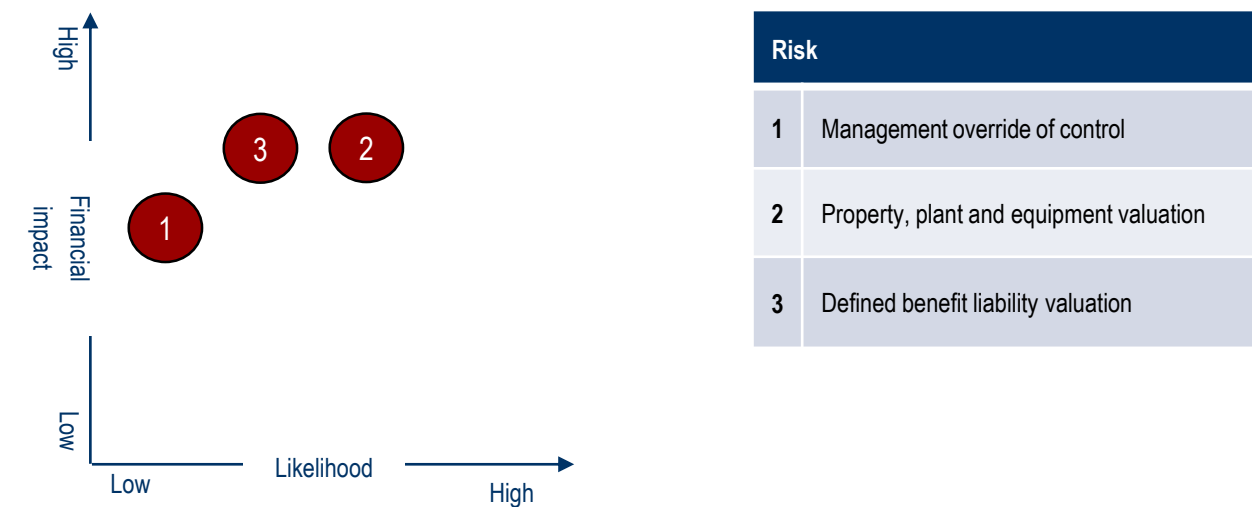 High
Financial
impact
Low
3
2
1
Low
Likelihood
High
Risk
1 Management override of control
2 Property, plant and equipment valuation
3 Defined benefit liability valuation